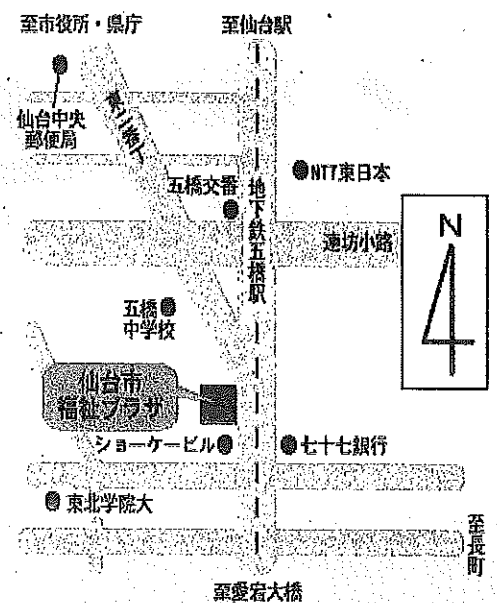 至市役所・県庁
至仙台駅
仙台中央
郵便局
東二番丁
五橋交番
地下鉄五橋駅
NTT東日本
連坊小路
N
五橋
中学校
仙台市
福祉プラザ
ショーケービル
七十七銀行
東北学院大
至長町
至愛宕大橋